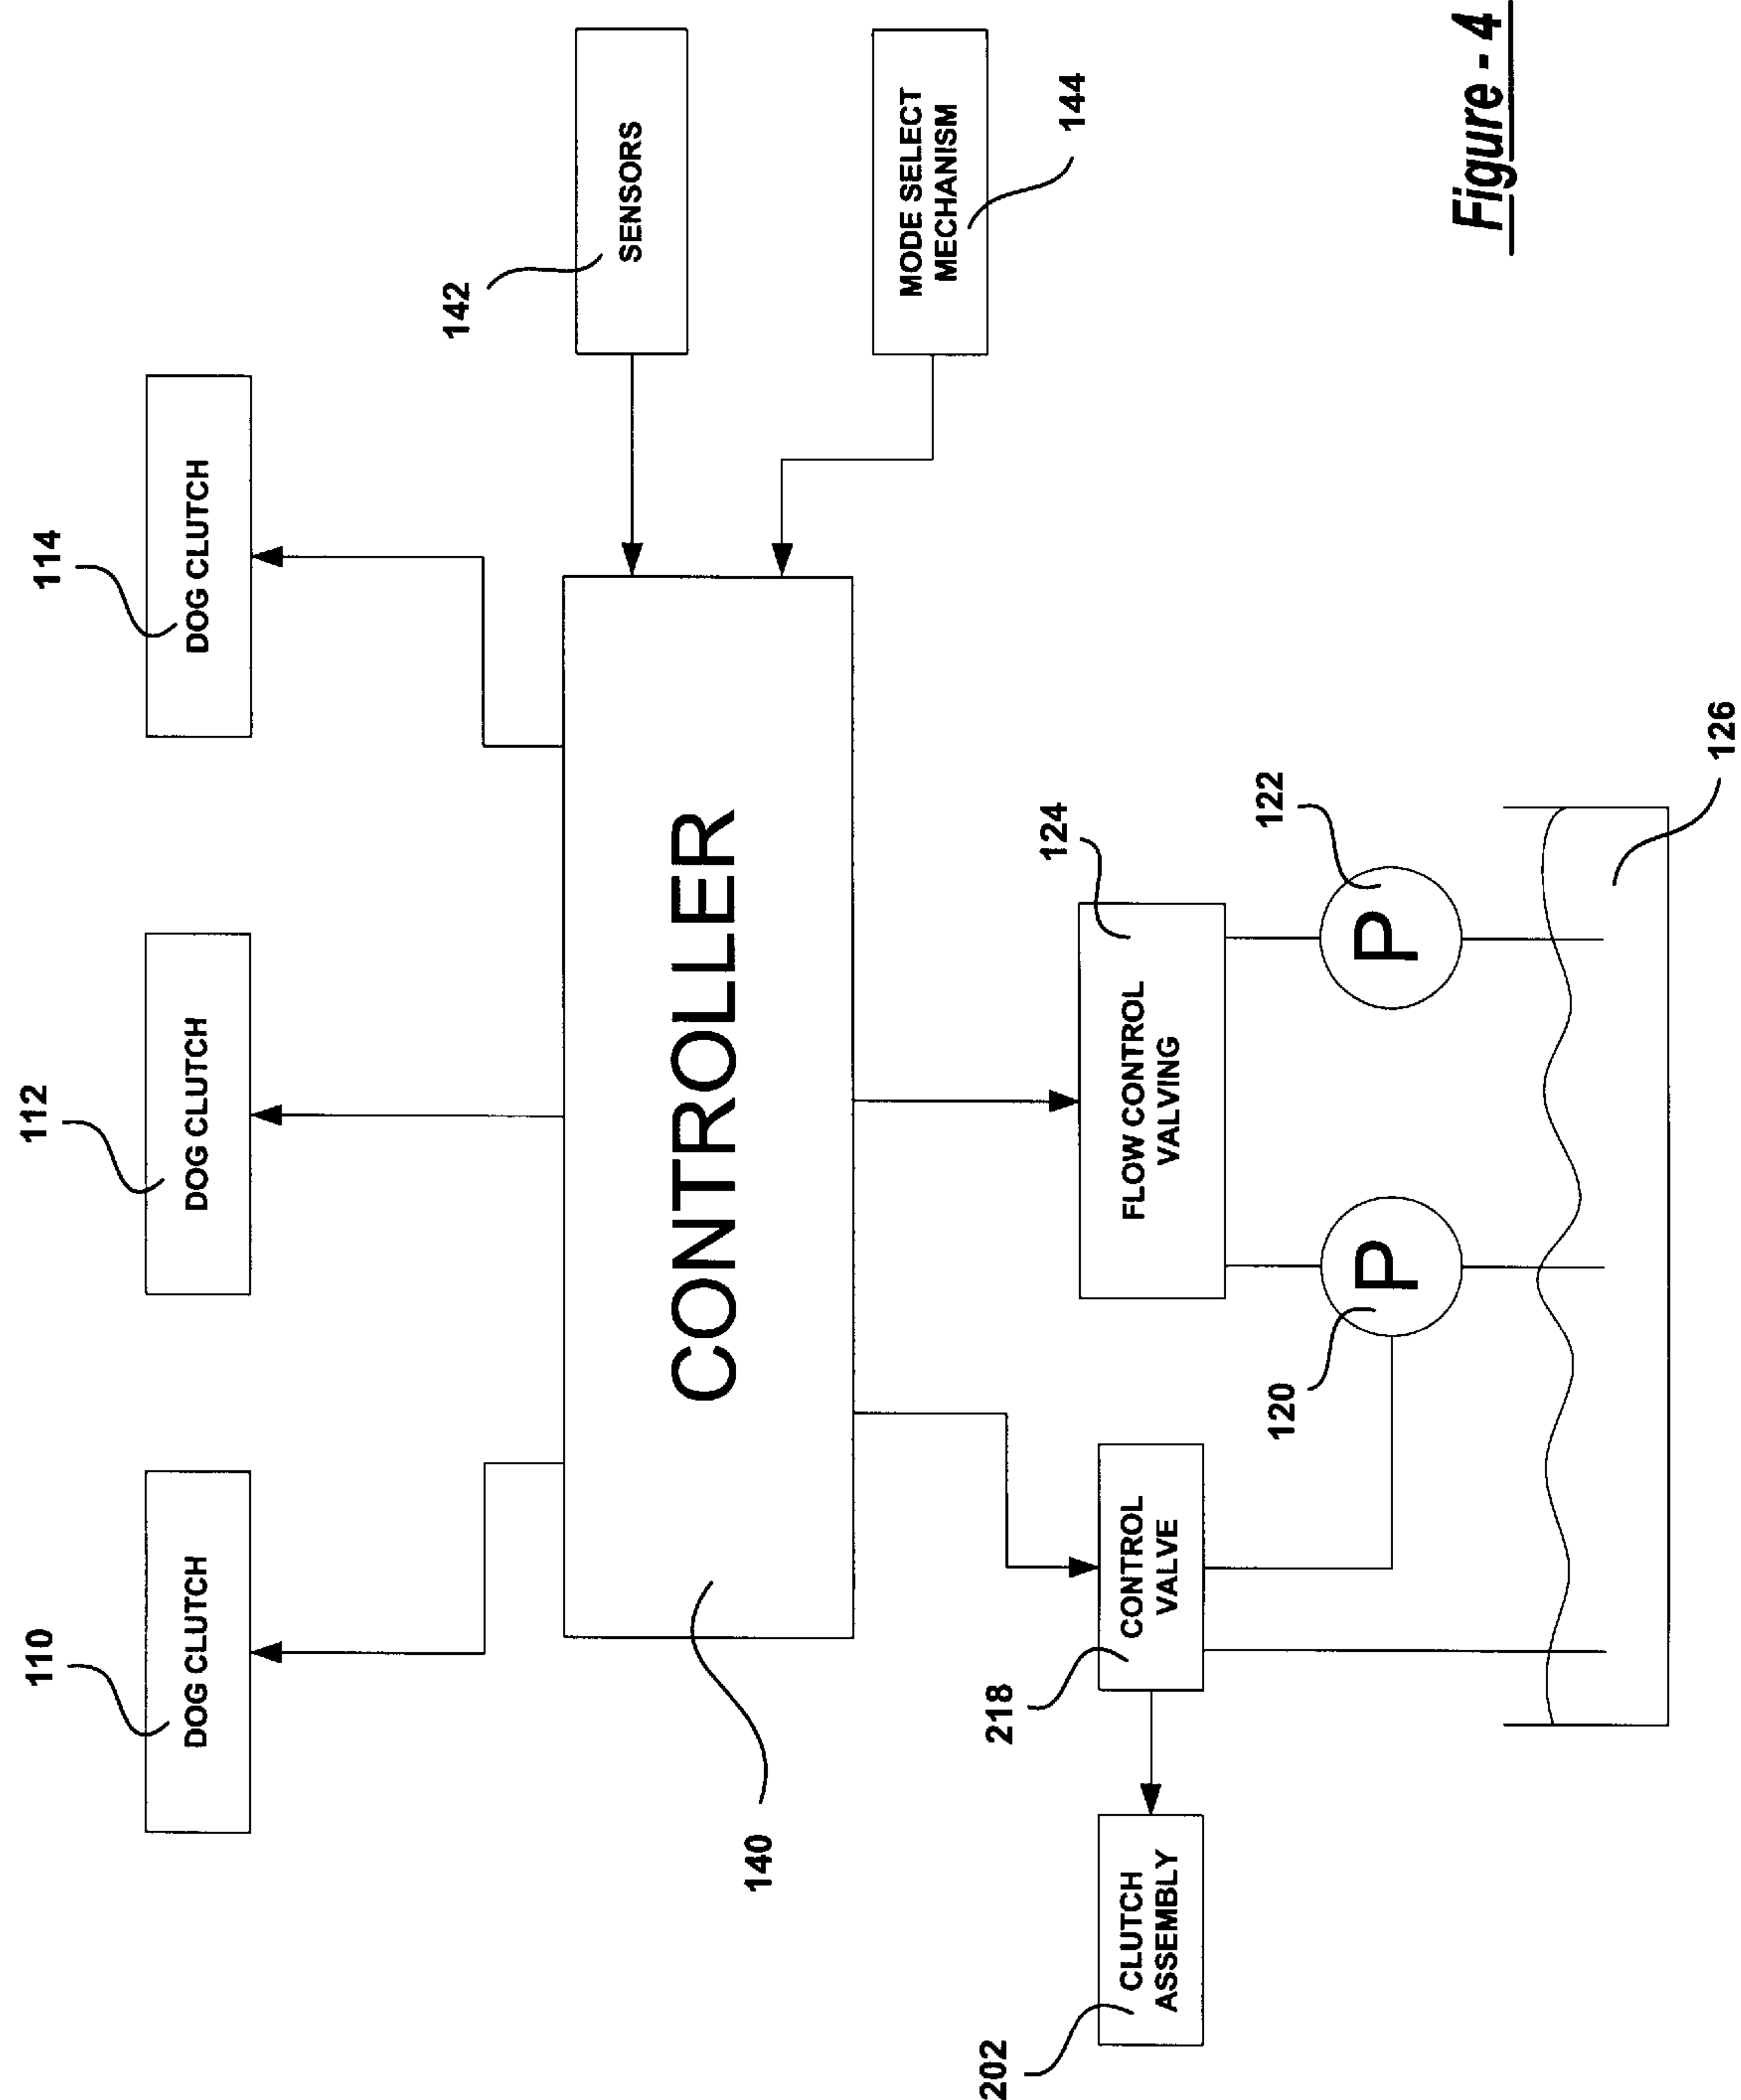 110
DOG CLUTCH
112
DOG CLUTCH
114
DOG CLUTCH
140
CONTROLLER
142
SENSORS
MODE SELECT
MECHANISM
144
202
CLUTCH
ASSEMBLY
218
CONTROL
VALVE
124
FLOW CONTROL
VALVING
120
P
122
P
126
Figure - 4